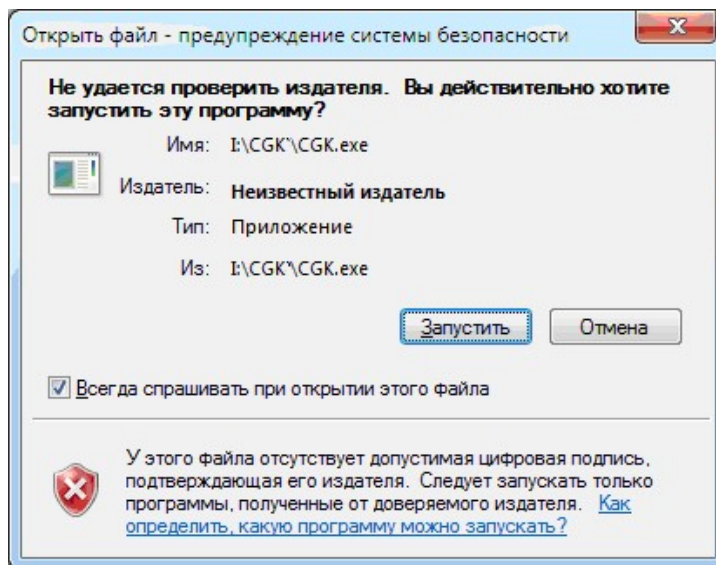 Открыть файл - предупреждение системы безопасности
Не удается проверить издателя. Вы действительно хотите
запустить эту программу?
Имя: I:\CGK`\CGK.exe
Издатель: Неизвестный издатель
Тип: Приложение
Из: I:\CGK`\CGK.exe
Запустить Отмена
Всегда спрашивать при открытии этого файла
У этого файла отсутствует допустимая цифровая подпись,
подтверждающая его издателя. Следует запускать только
программы, полученные от доверяемого издателя. Как
определить, какую программу можно запускать?